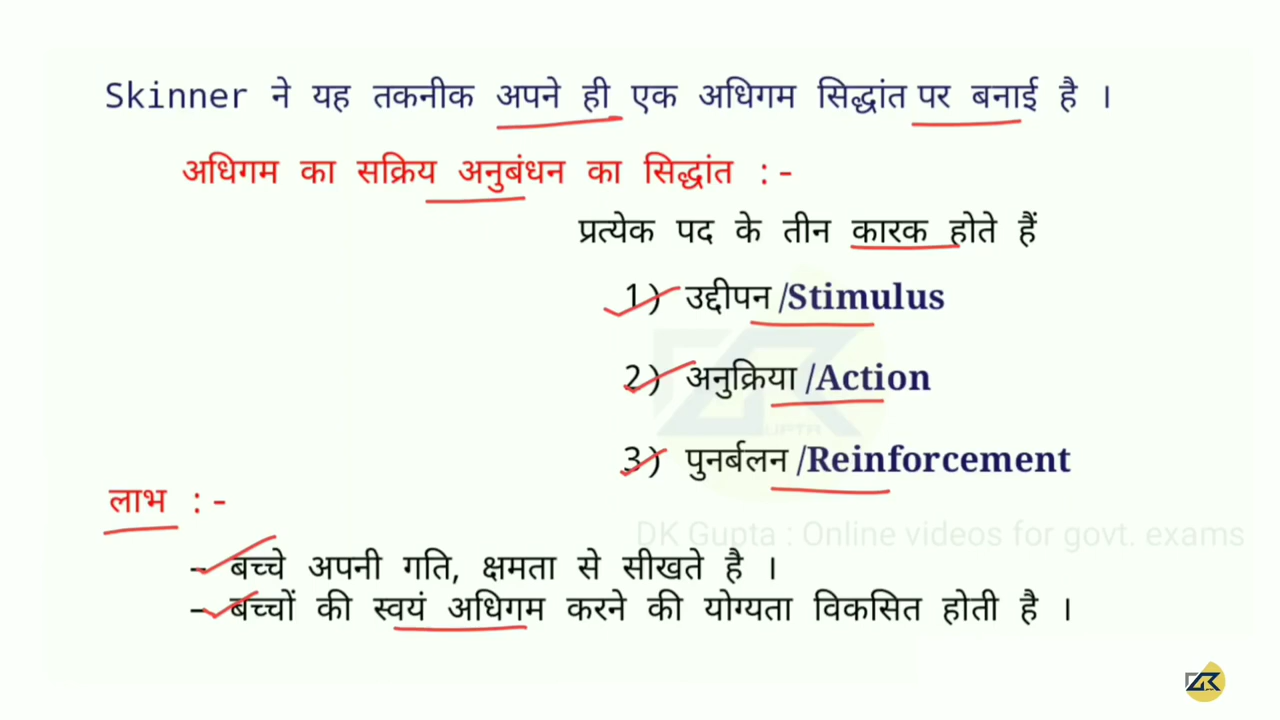 Skinner ने यह तकनीक अपने ही एक अधिगम सिद्धांत पर बनाई है ।
अधिगम का सक्रिय अनुबंधन का सिद्धांत :-
प्रत्येक पद के तीन कारक होते हैं
1) उद्दीपन /Stimulus
2) अनुक्रिया /Action
3) पुनर्बलन /Reinforcement
लाभ :-
DK Gupta : Online videos for govt. exams
- बच्चे अपनी गति, क्षमता से सीखते है ।
- बच्चों की स्वयं अधिगम करने की योग्यता विकसित होती है ।